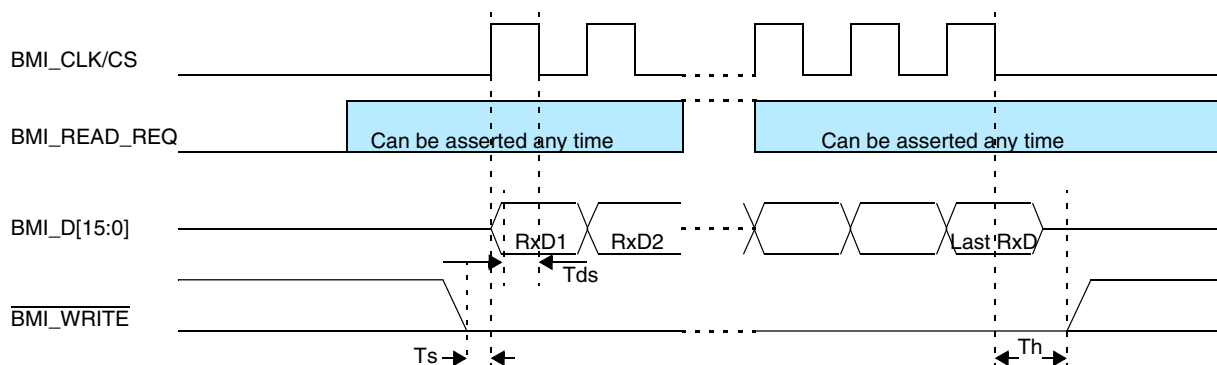 BMI_CLK/CS
BMI_READ_REQ
Can be asserted any time
Can be asserted any time
BMI_D[15:0]
RxD1
RxD2
Last RxD
Tds
BMI_WRITE
Ts
Th